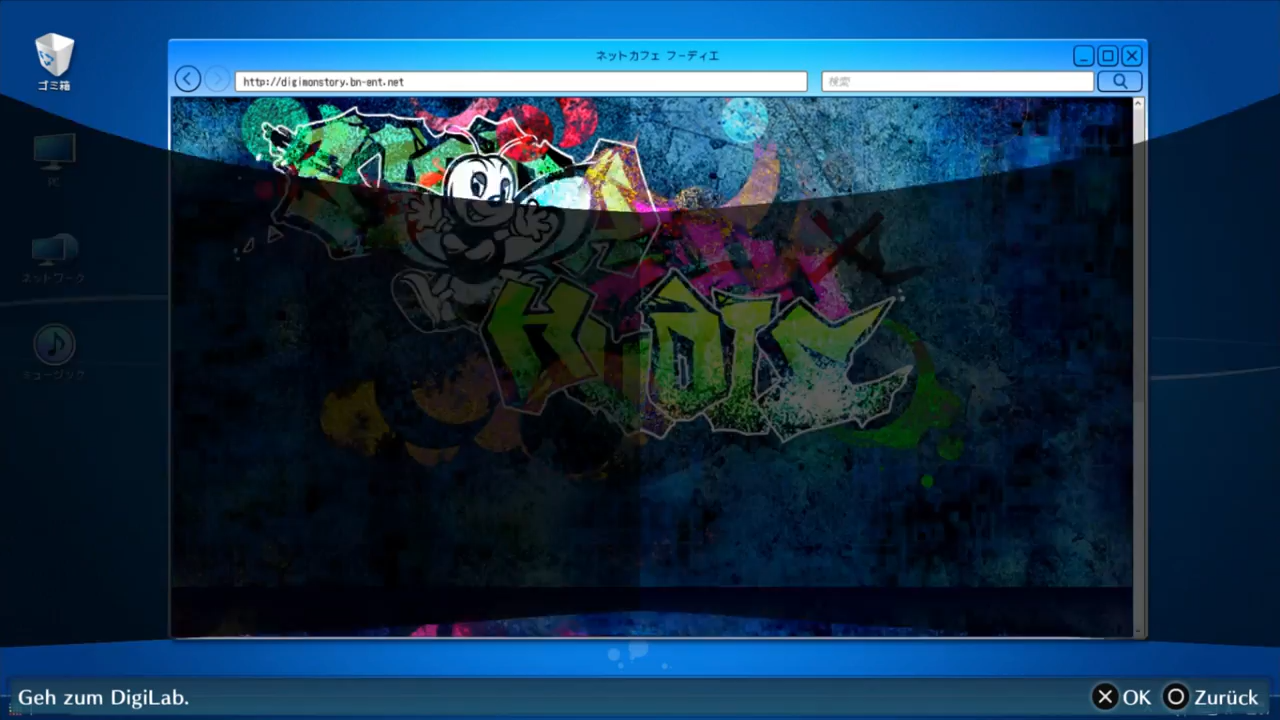 ネットカフェ フーディエ
http://digimonstory.bn-ent.net
検索
ゴミ箱
PC
ネットワーク
ミュージック
Geh zum DigiLab.
OK
Zurück